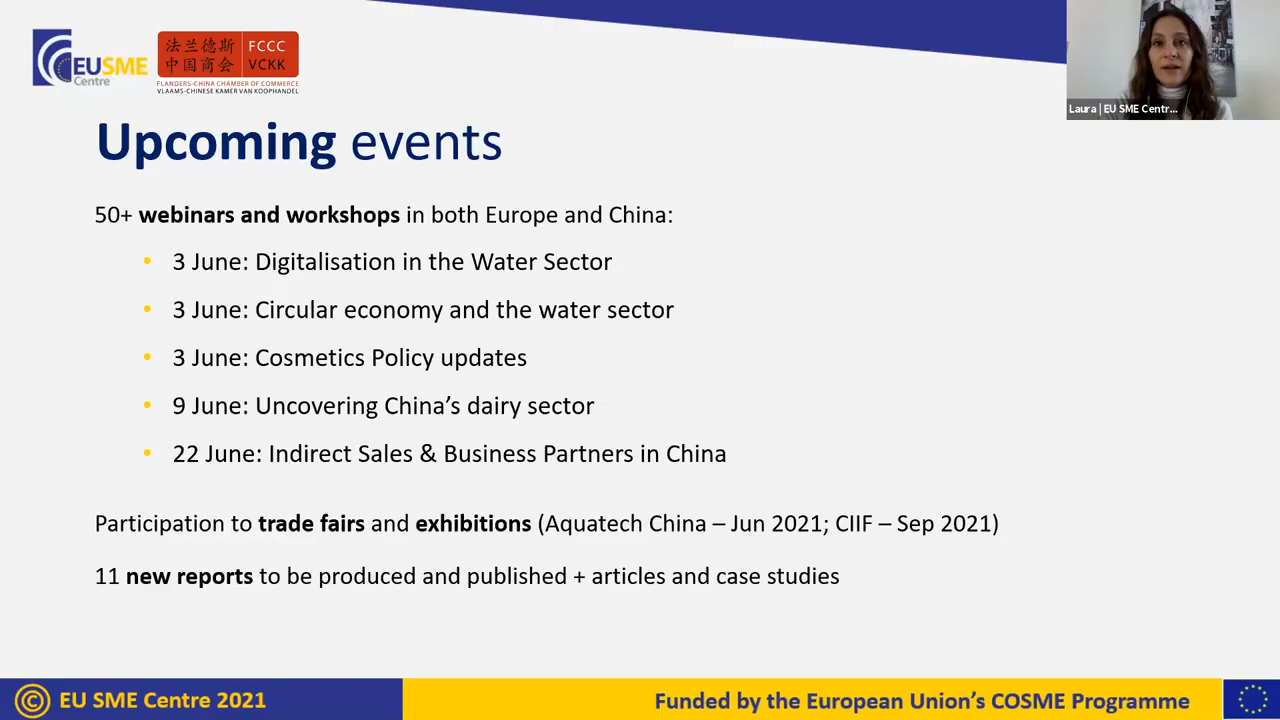 EUSME
Centre
法兰德斯
中国商会
FCCC
VCKK
FLANDERS-CHINA CHAMBER OF COMMERCE
VLAAMS-CHINESE KAMER VAN KOOPHANDEL
Laura | EU SME Centr...
Upcoming events
50+ webinars and workshops in both Europe and China:
• 3 June: Digitalisation in the Water Sector
• 3 June: Circular economy and the water sector
• 3 June: Cosmetics Policy updates
• 9 June: Uncovering China’s dairy sector
• 22 June: Indirect Sales & Business Partners in China
Participation to trade fairs and exhibitions (Aquatech China – Jun 2021; CIIF – Sep 2021)
11 new reports to be produced and published + articles and case studies
© EU SME Centre 2021
Funded by the European Union’s COSME Programme